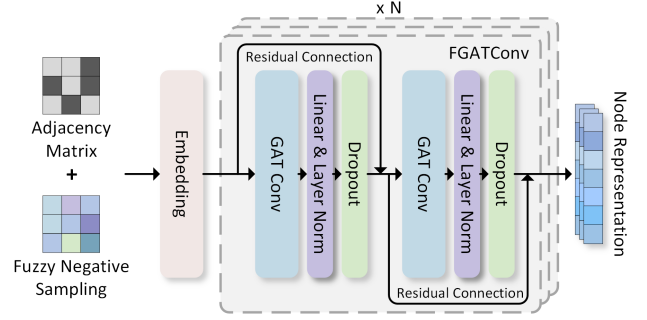 x N
FGATConv
Residual Connection
Adjacency
Matrix
+
Fuzzy Negative
Sampling
Embedding
GAT Conv
Linear & Layer Norm
Dropout
GAT Conv
Linear & Layer Norm
Dropout
Residual Connection
Node Representation